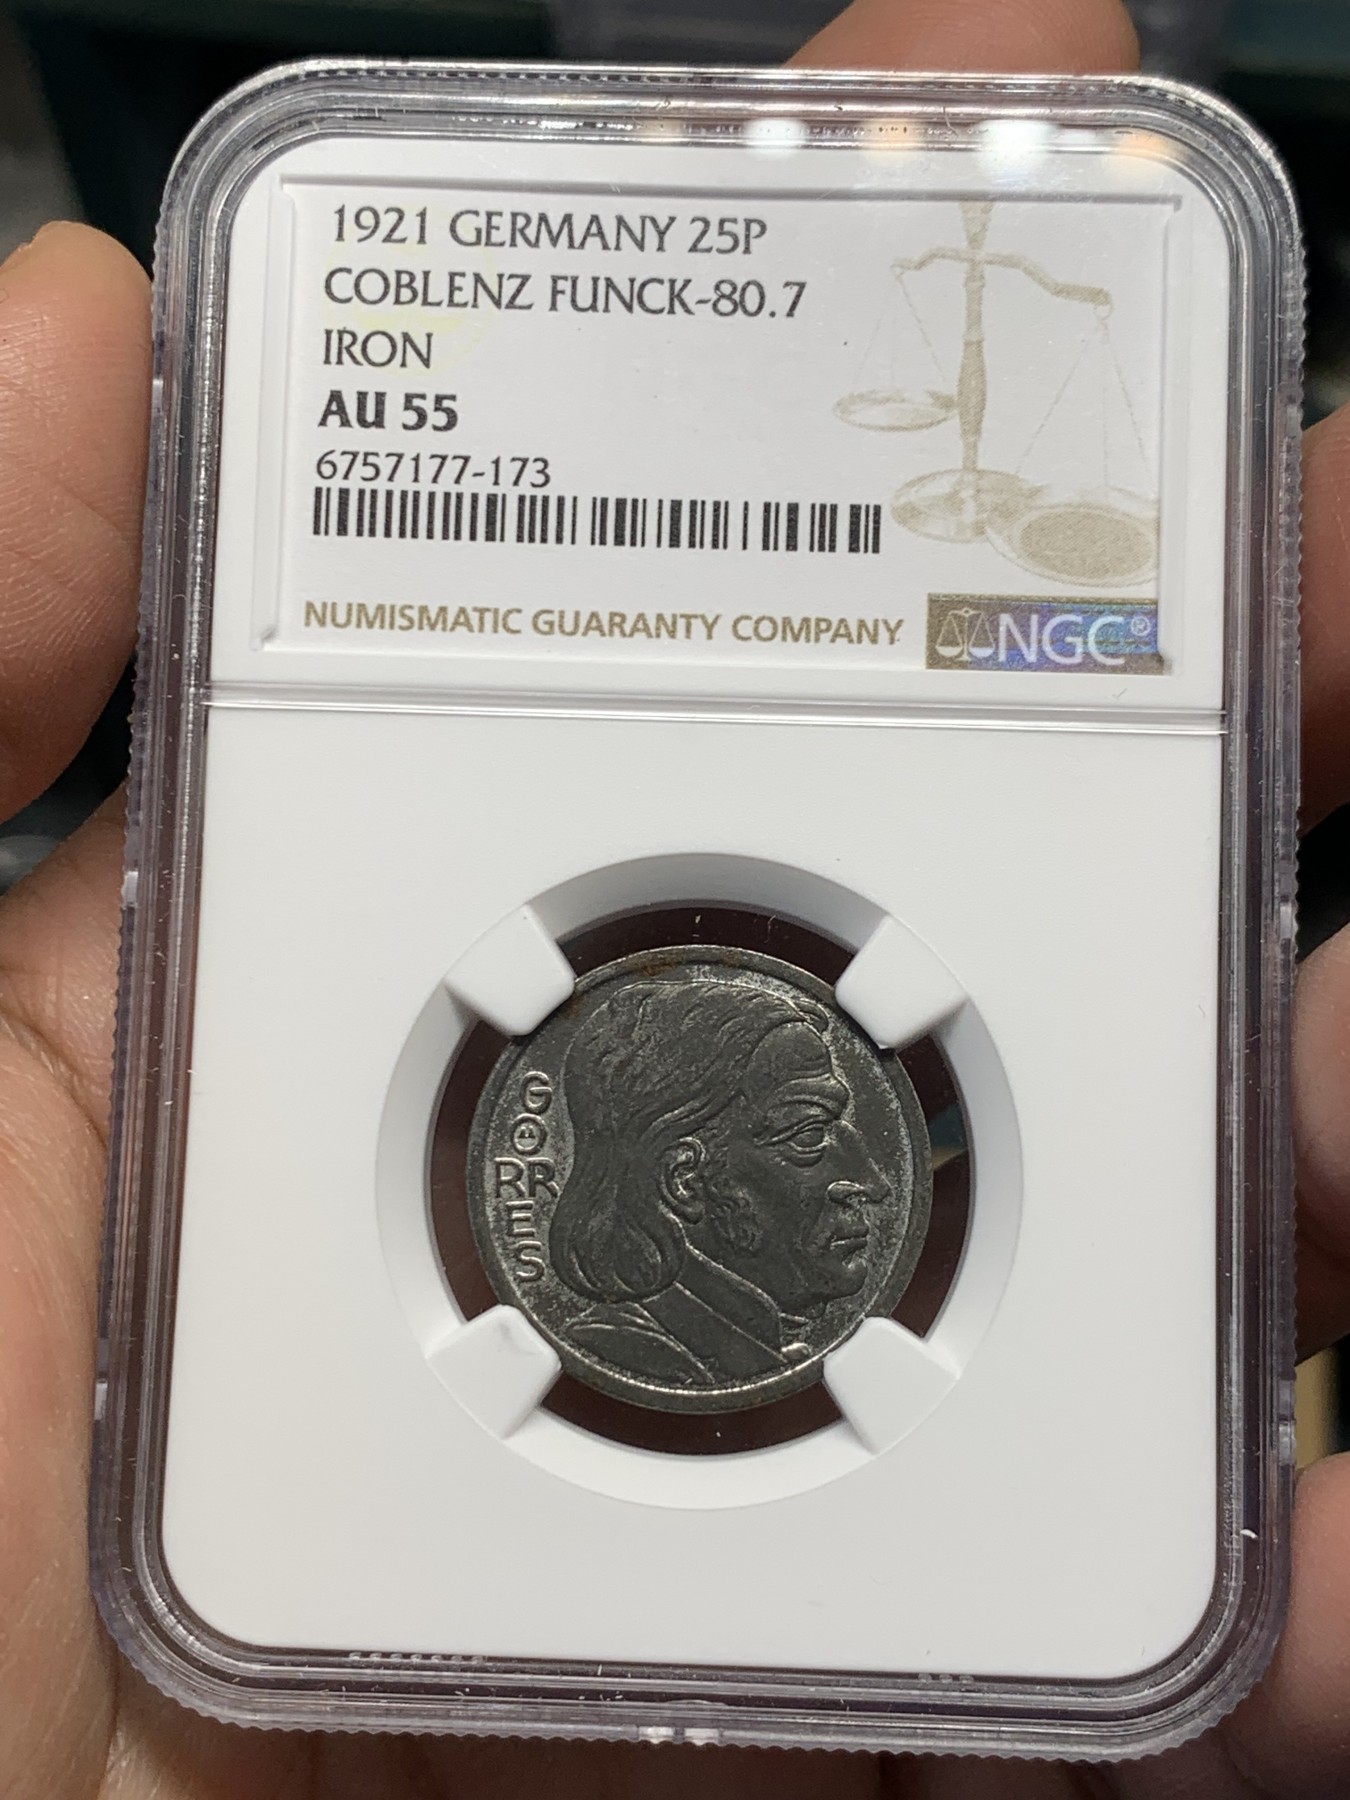 1921 GERMANY 25P
COBLENZ FUNCK-80.7
IRON
AU 55
6757177-173
NUMISMATIC GUARANTY COMPANY
NGC®
GÖRRES